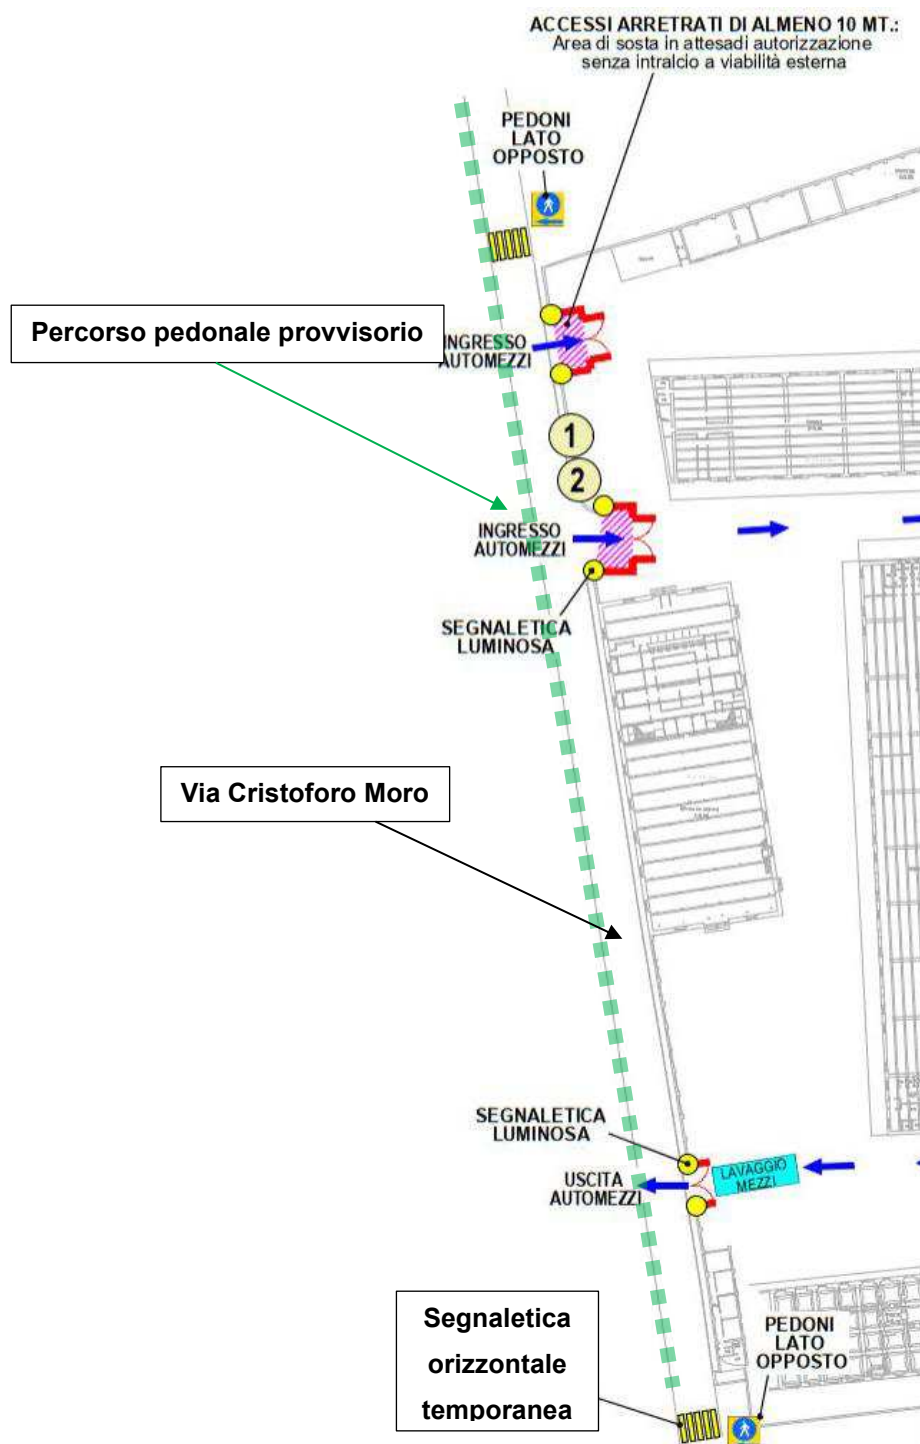 ACCESSI ARRETRATI DI ALMENO 10 MT.:
Area di sosta in attesadi autorizzazione
senza intralcio a viabilità esterna
PEDONI
LATO
OPPOSTO
Percorso pedonale provvisorio
INGRESSO
AUTOMEZZI
1
2
INGRESSO
AUTOMEZZI
SEGNALETICA
LUMINOSA
Via Cristoforo Moro
SEGNALETICA
LUMINOSA
USCITA
AUTOMEZZI
LAVAGGIO
MEZZI
Segnaletica
orizzontale
temporanea
PEDONI
LATO
OPPOSTO